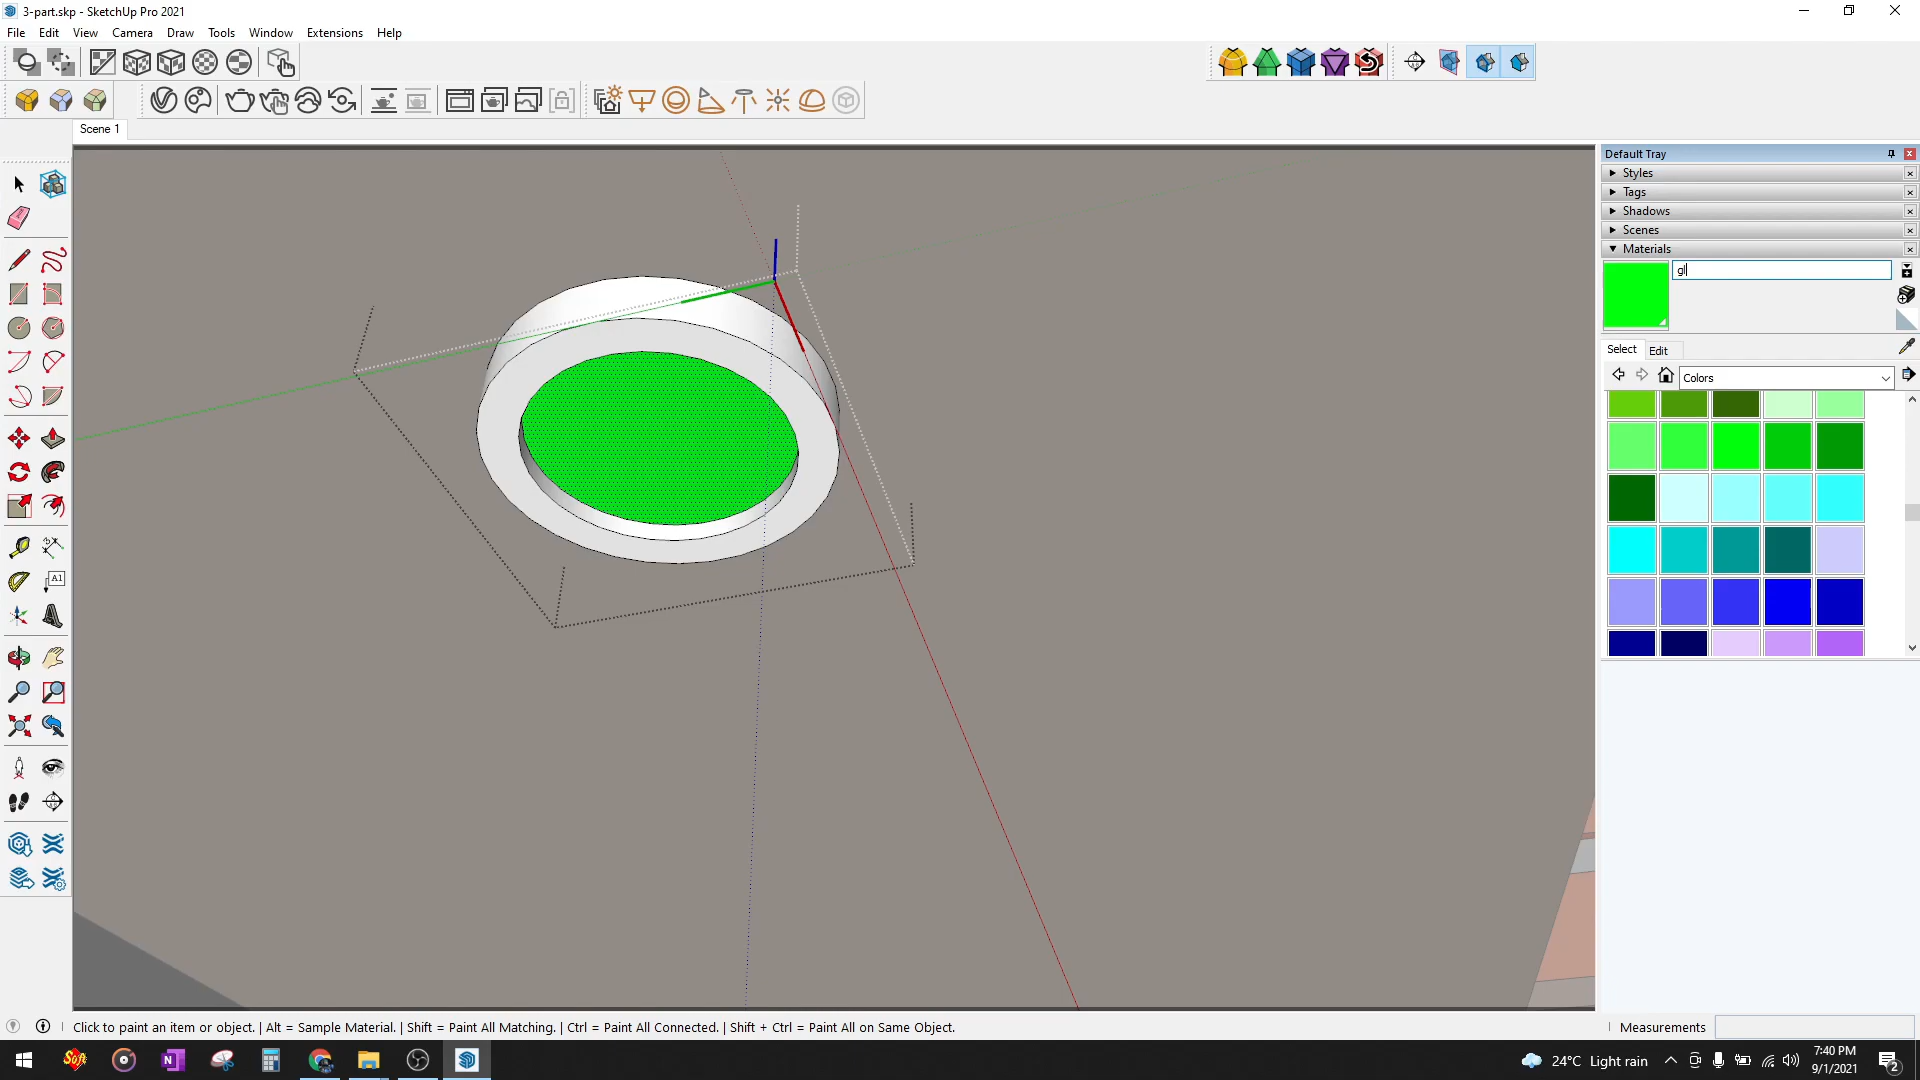 3-part.skp - SketchUp Pro 2021
File Edit View Camera Draw Tools Window Extensions Help
Scene 1
Default Tray
Styles
Tags
Shadows
Scenes
Materials
gl
Select Edit
Colors
A1
Click to paint an item or object. | Alt = Sample Material. | Shift = Paint All Matching. | Ctrl = Paint All Connected. | Shift + Ctrl = Paint All on Same Object.
Measurements
Soft
N
24°C Light rain
7:40 PM
9/1/2021
2